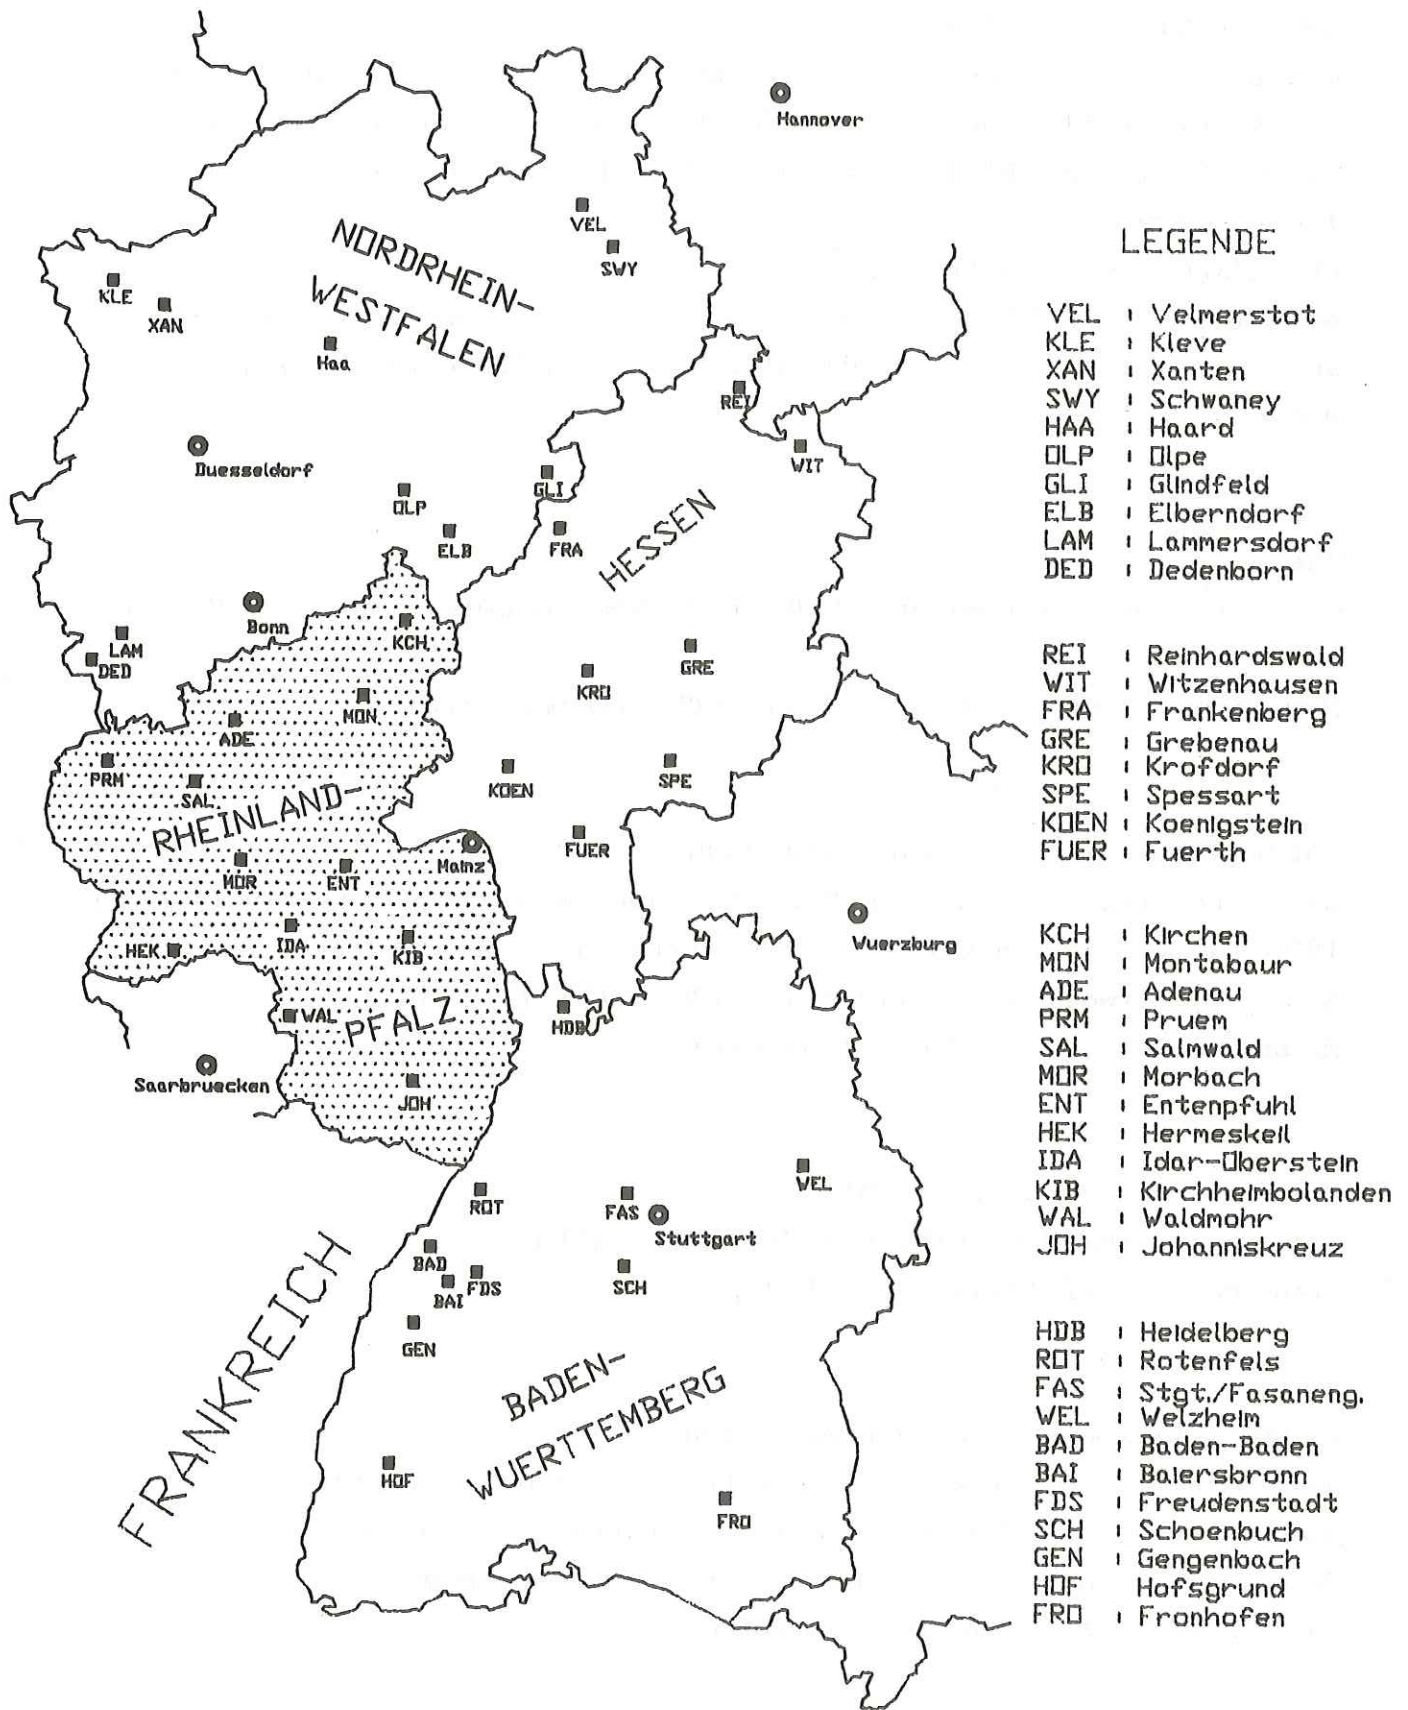 Hannover
VEL
SWY
NORDRHEIN-
WESTFALEN
KLE
XAN
Haa
REI
WIT
Duesseldorf
GLI
OLP
ELB
FRA
HESSEN
Bonn
KCH
LAM
DED
GRE
KRO
MON
ADE
PRM
SAL
KOEN
SPE
RHEINLAND-
Mainz
FUER
MOR
ENT
Wuerzburg
IDA
KIB
HEK.
WAL
PFALZ
HDB
Saarbruecken
JOH
ROT
FAS
WEL
Stuttgart
BAD
BAI
FDS
SCH
GEN
FRANKREICH
BADEN-
WUERTTEMBERG
HOF
FRO
LEGENDE
VEL : Velmerstot
KLE : Kleve
XAN : Xanten
SWY : Schwaney
HAA : Haard
OLP : Olpe
GLI : Glindfeld
ELB : Elberndorf
LAM : Lammersdorf
DED : Dedenborn
REI : Reinhardswald
WIT : Witzenhausen
FRA : Frankenberg
GRE : Grebenau
KRO : Krofdorf
SPE : Spessart
KOEN : Koenigstein
FUER : Fuerth
KCH : Kirchen
MON : Montabaur
ADE : Adenau
PRM : Pruem
SAL : Salmwald
MOR : Morbach
ENT : Entenpfuhl
HEK : Hermeskeil
IDA : Idar-Oberstein
KIB : Kirchheimbolanden
WAL : Waldmohr
JOH : Johanniskreuz
HDB : Heidelberg
ROT : Rotenfels
FAS : Stgt./Fasaneng.
WEL : Welzheim
BAD : Baden-Baden
BAI : Baiersbronn
FDS : Freudenstadt
SCH : Schoenbuch
GEN : Gengenbach
HOF Hofsgrund
FRO : Fronhofen